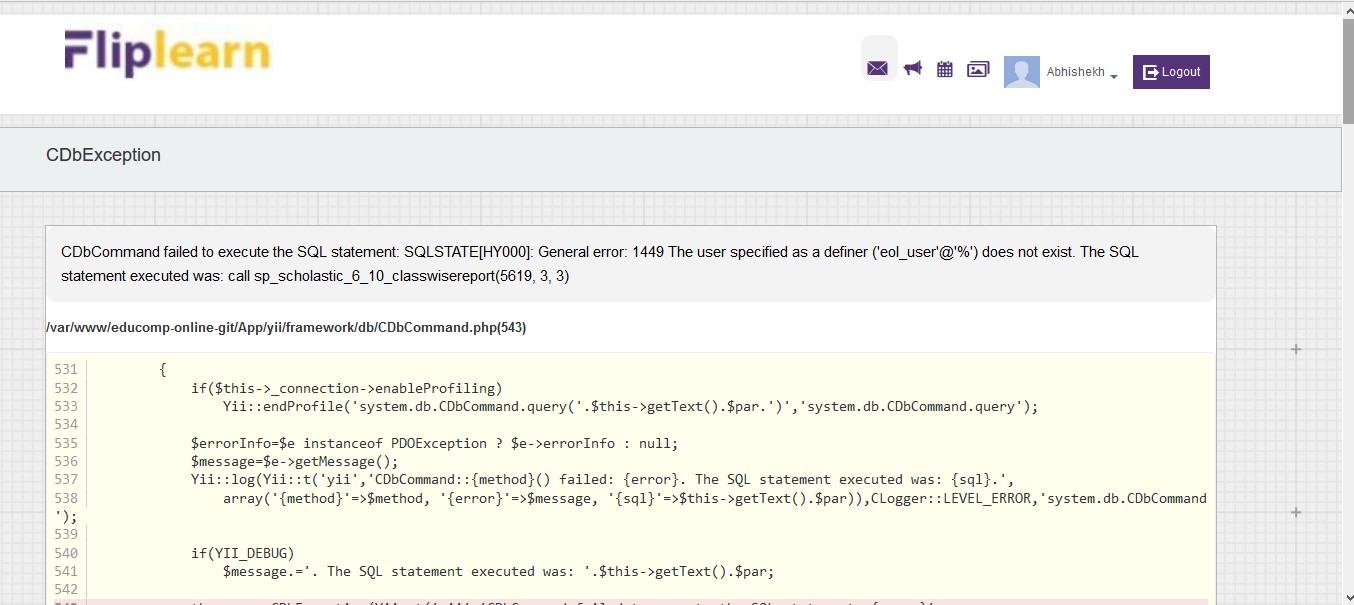 Fliplearn
Abhishekh
Logout
CDbException
CDbCommand failed to execute the SQL statement: SQLSTATE[HY000]: General error: 1449 The user specified as a definer ('eol_user'@'%') does not exist. The SQL
statement executed was: call sp_scholastic_6_10_classwisereport(5619, 3, 3)
/var/www/educomp-online-git/App/yii/framework/db/CDbCommand.php(543)
531 {
532 if($this->_connection->enableProfiling)
533 Yii::endProfile('system.db.CDbCommand.query('.$this->getText().$par.')','system.db.CDbCommand.query');
534
535 $errorInfo=$e instanceof PDOException ? $e->errorInfo : null;
536 $message=$e->getMessage();
537 Yii::log(Yii::t('yii','CDbCommand::{method}() failed: {error}. The SQL statement executed was: {sql}.',
538 array('{method}'=>$method, '{error}'=>$message, '{sql}'=>$this->getText().$par)),CLogger::LEVEL_ERROR,'system.db.CDbCommand
');
539
540 if(YII_DEBUG)
541 $message.='. The SQL statement executed was: '.$this->getText().$par;
542